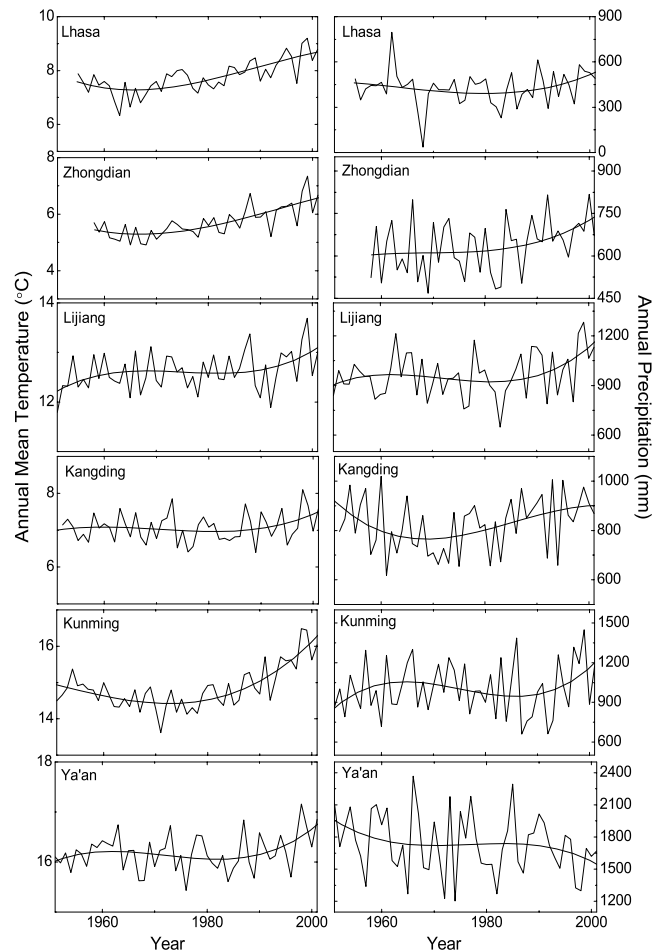 10
Lhasa
8
6
Lhasa
900
600
300
0
8
Zhongdian
6
4
Zhongdian
900
750
600
450
14
Lijiang
12
Lijiang
1200
900
600
Annual Mean Temperature (°C)
Annual Precipitation (mm)
Kangding
8
6
Kangding
1000
800
600
Kunming
16
14
Kunming
1500
1200
900
600
18
Ya'an
16
Ya'an
2400
2100
1800
1500
1200
1960 1980 2000
1960 1980 2000
Year
Year